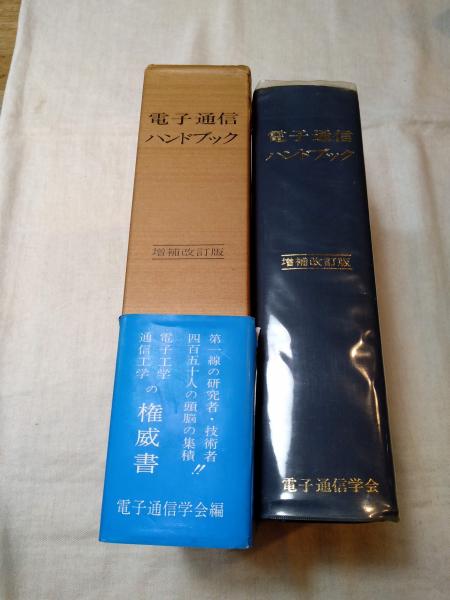 電子通信
ハンドブック
増補改訂版
第一線の研究者・技術者
四百五十人の頭脳の集積!!
電子工学
通信工学
の
権威書
電子通信学会編
電子通信
ハンドブック
増補改訂版
電子通信学会